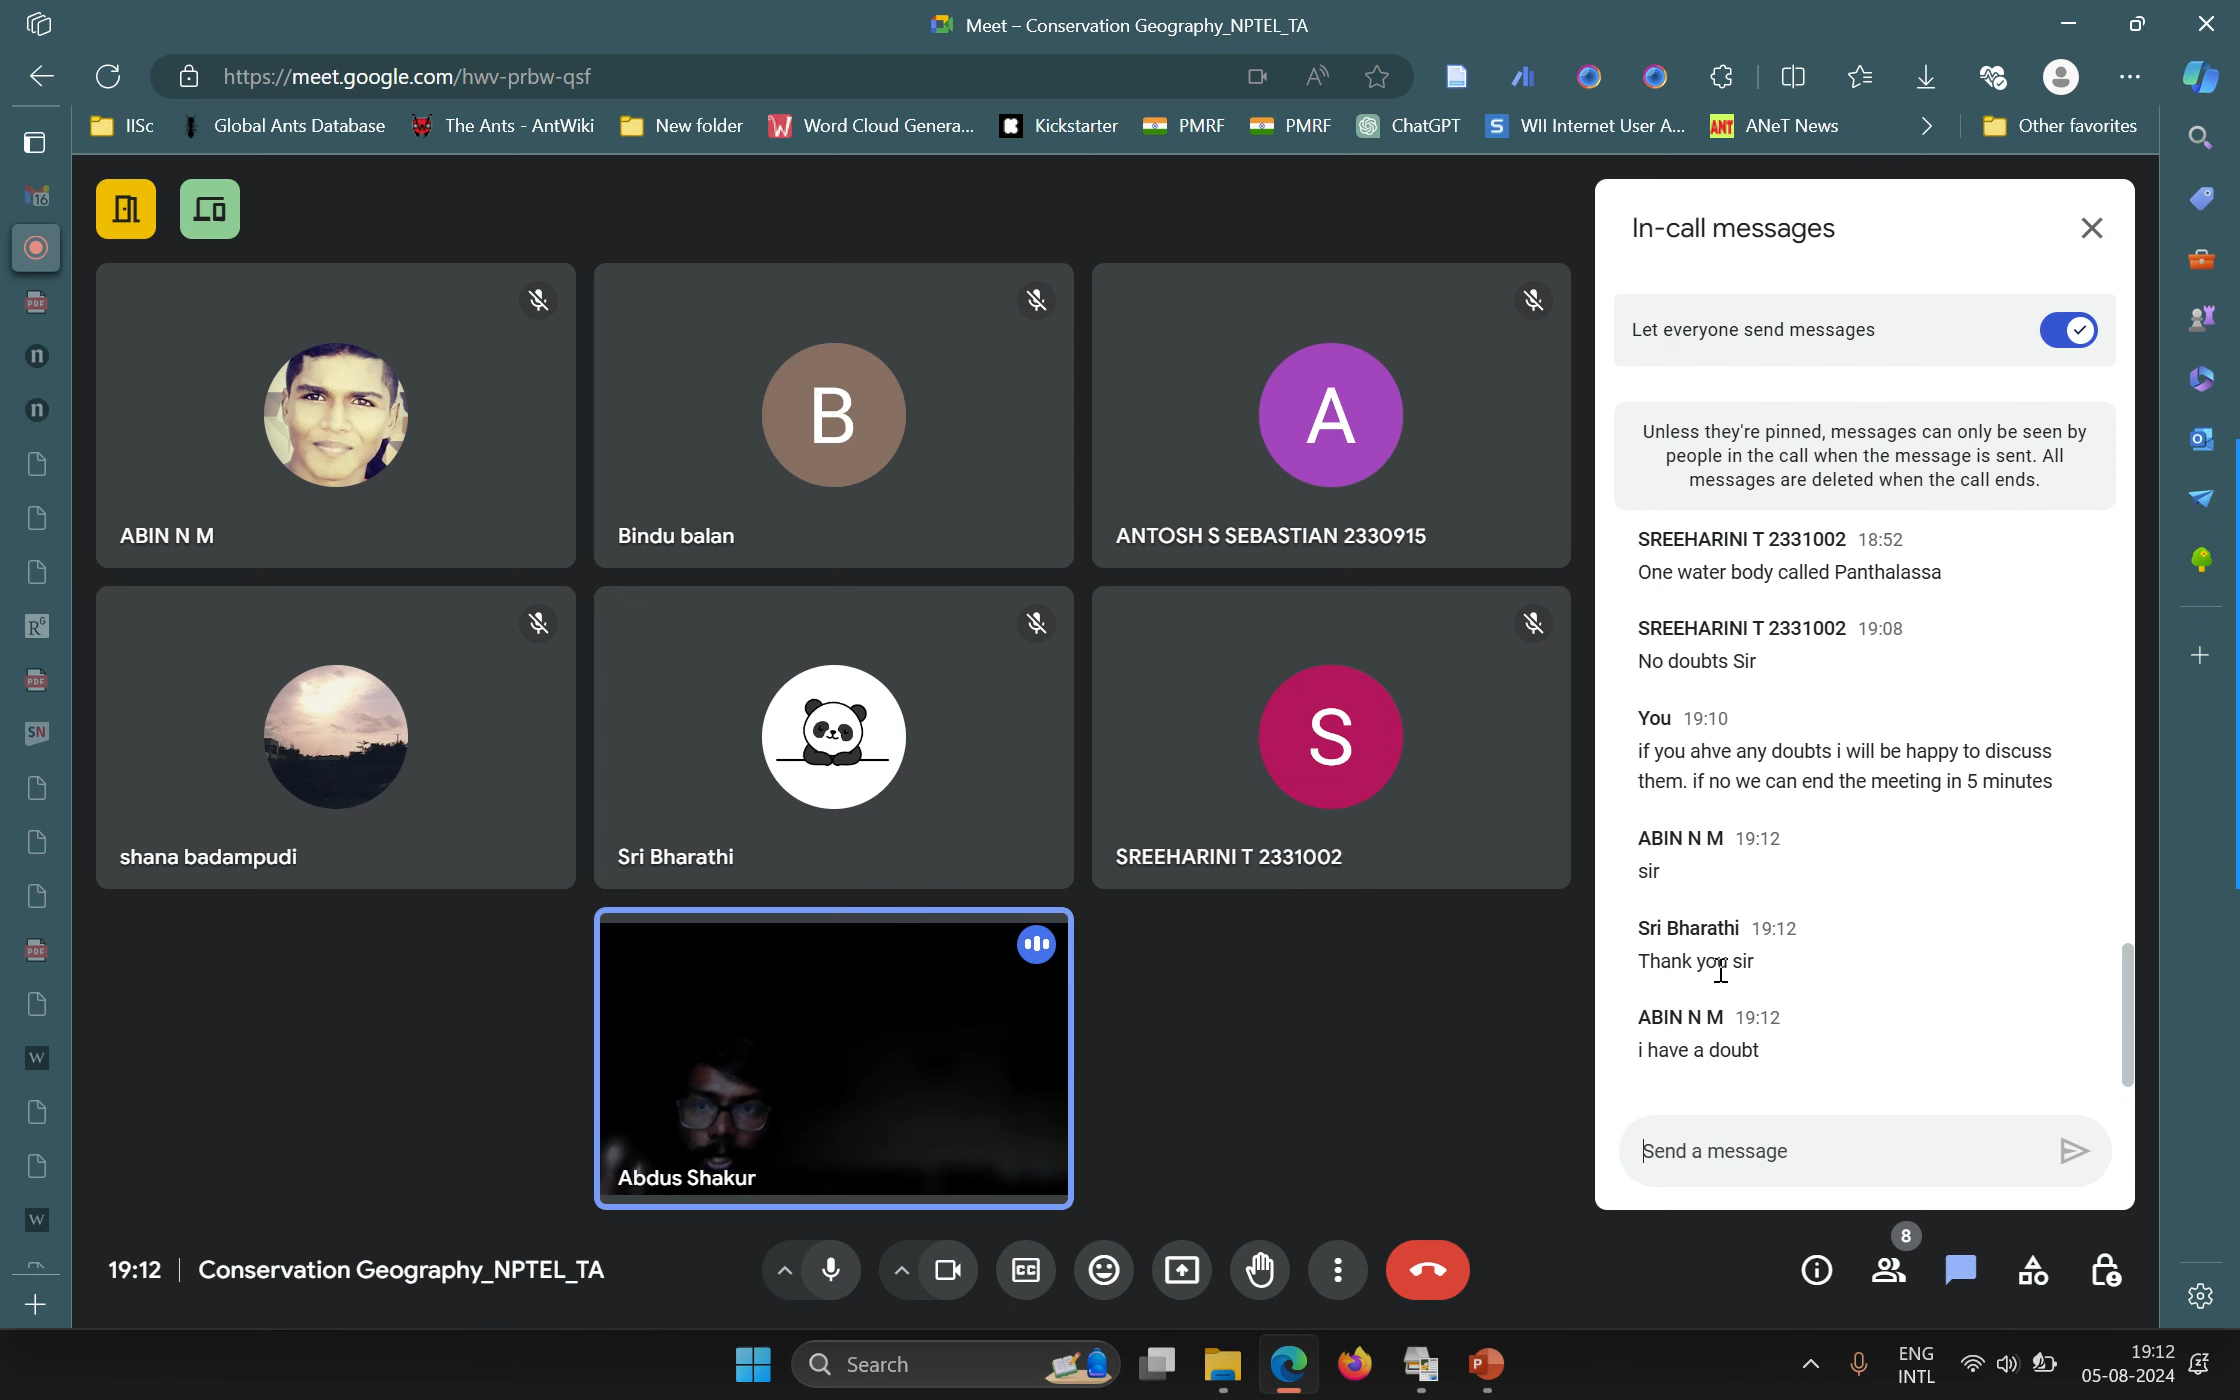 Meet – Conservation Geography_NPTEL_TA
https://meet.google.com/hwv-prbw-qsf
IISc Global Ants Database The Ants - AntWiki New folder Word Cloud Genera... Kickstarter PMRF PMRF ChatGPT WII Internet User A... ANT ANeT News Other favorites
16
PDF
n
n
R G
PDF
SN
PDF
W
W
ABIN N M
B
Bindu balan
A
ANTOSH S SEBASTIAN 2330915
shana badampudi
Sri Bharathi
S
SREEHARINI T 2331002
Abdus Shakur
In-call messages
Let everyone send messages
Unless they're pinned, messages can only be seen by
people in the call when the message is sent. All
messages are deleted when the call ends.
SREEHARINI T 2331002 18:52
One water body called Panthalassa
SREEHARINI T 2331002 19:08
No doubts Sir
You 19:10
if you ahve any doubts i will be happy to discuss
them. if no we can end the meeting in 5 minutes
ABIN N M 19:12
sir
Sri Bharathi 19:12
Thank you sir
ABIN N M 19:12
i have a doubt
Send a message
19:12 | Conservation Geography_NPTEL_TA
CC
8
Search
ENG
INTL
19:12
05-08-2024